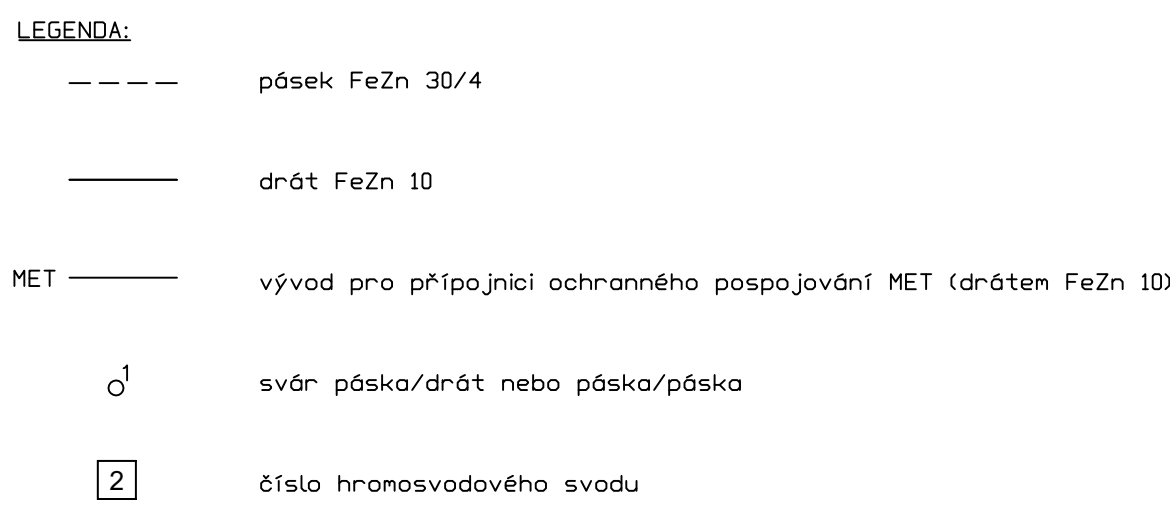 LEGENDA:
pásek FeZn 30/4
drát FeZn 10
MET vývod pro přípojnici ochranného pospojování MET (drátem FeZn 10)
1 svár páska/drát nebo páska/páska
2 číslo hromosvodového svodu